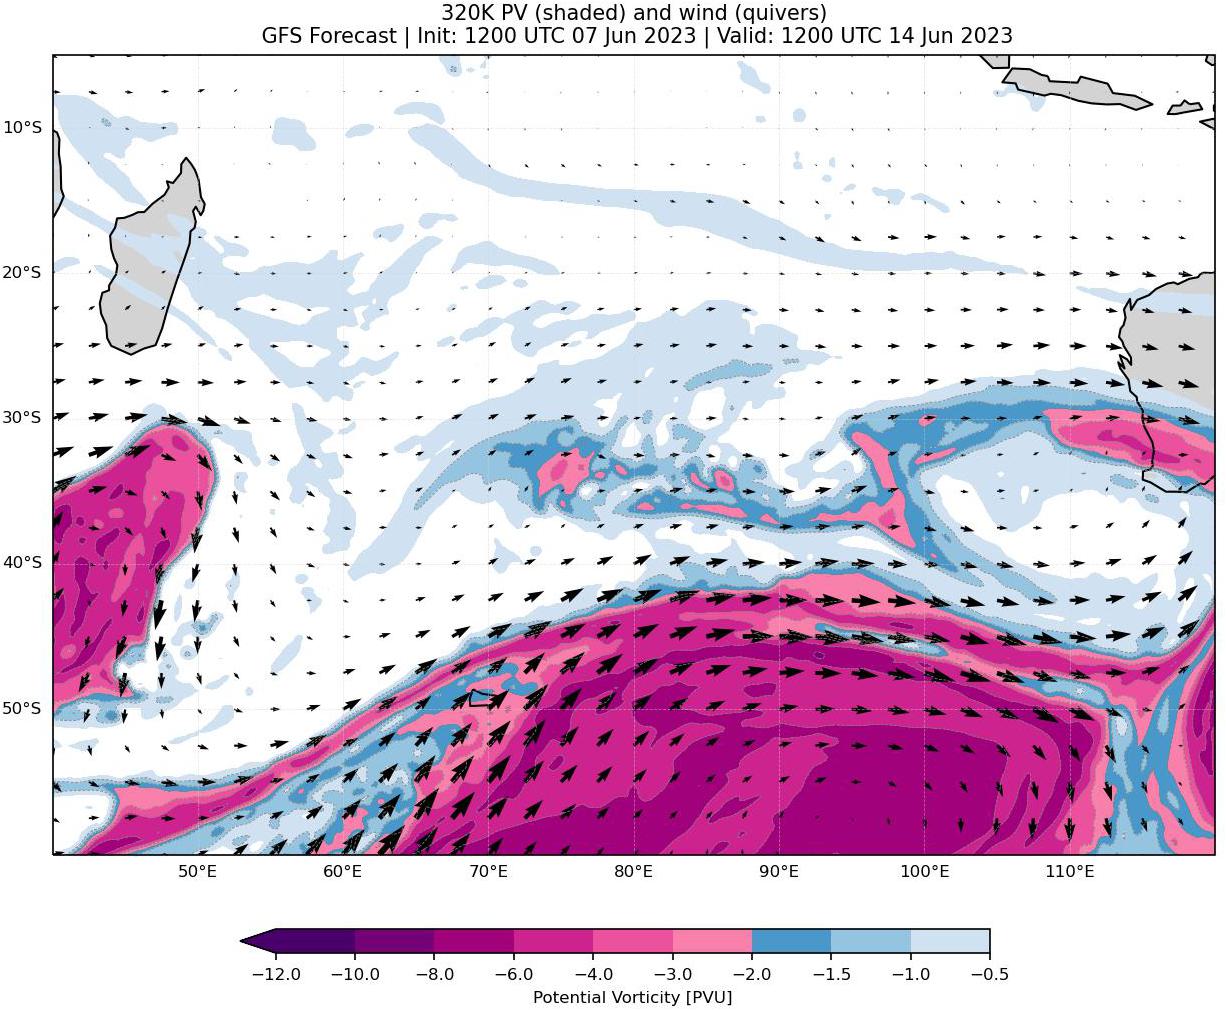 320K PV (shaded) and wind (quivers)
GFS Forecast | Init: 1200 UTC 07 Jun 2023 | Valid: 1200 UTC 14 Jun 2023
10°S
20°S
30°S
40°S
50°S
50°E 60°E 70°E 80°E 90°E 100°E 110°E
−12.0 −10.0 −8.0 −6.0 −4.0 −3.0 −2.0 −1.5 −1.0 −0.5
Potential Vorticity [PVU]